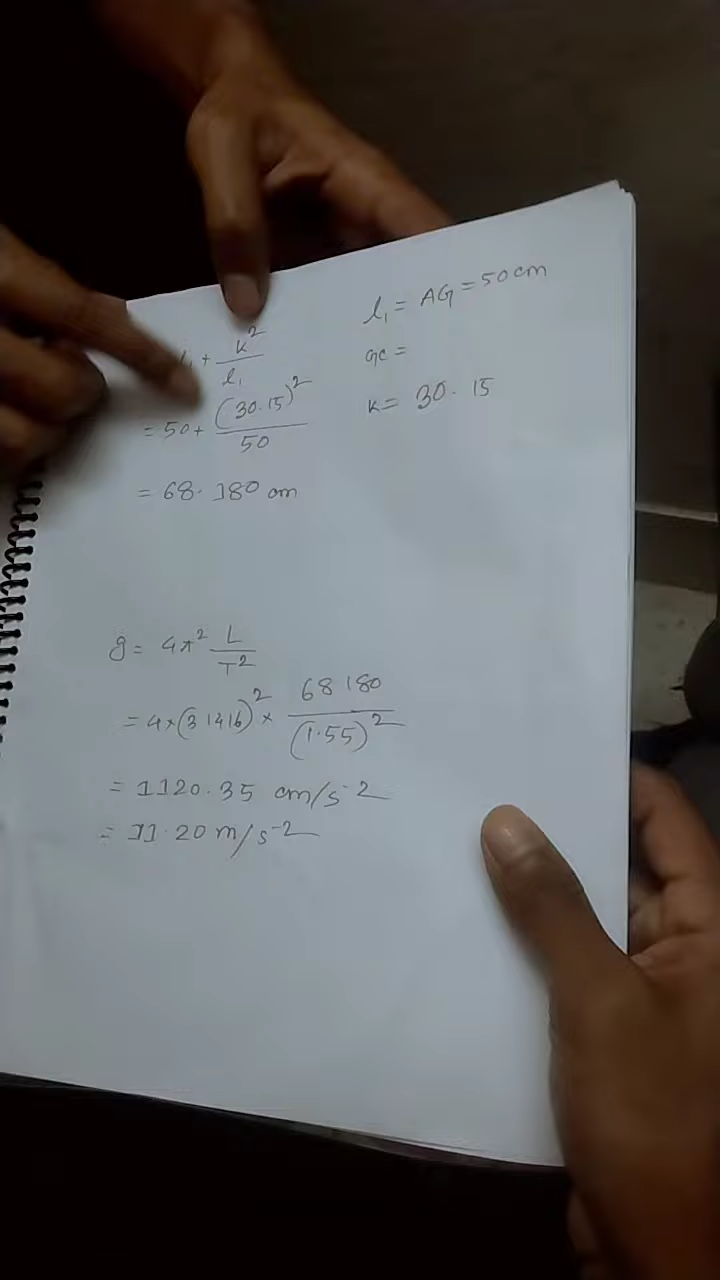 l₁ + k²/l₁
= 50 + (30.15)²/50
= 68.180 cm
l₁ = AG = 50 cm
GC =
k = 30.15
g = 4π² L/T²
= 4 × (3 1416)² × 68 180/(1.55)²
= 1120.35 cm/s⁻²
= 11.20 m/s⁻²